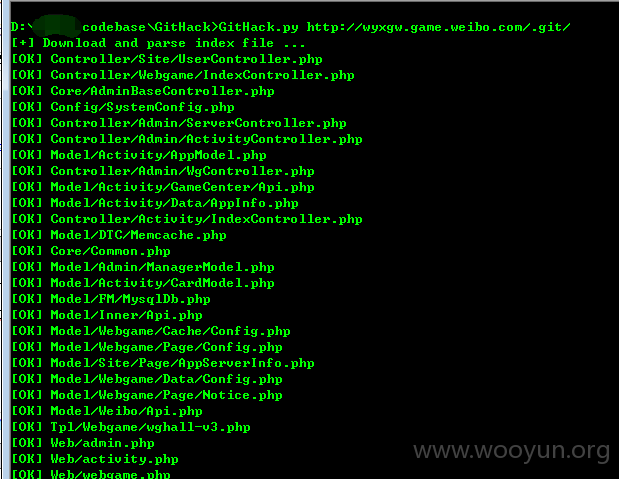 D:\ codebase\GitHack>GitHack.py http://wyxgw.game.weibo.com/.git/
[+] Download and parse index file ...
[OK] Controller/Site/UserController.php
[OK] Controller/Webgame/IndexController.php
[OK] Core/AdminBaseController.php
[OK] Config/SystemConfig.php
[OK] Controller/Admin/ServerController.php
[OK] Controller/Admin/ActivityController.php
[OK] Model/Activity/AppModel.php
[OK] Controller/Admin/WgController.php
[OK] Model/Activity/GameCenter/Api.php
[OK] Model/Activity/Data/AppInfo.php
[OK] Controller/Activity/IndexController.php
[OK] Model/DTC/Memcache.php
[OK] Core/Common.php
[OK] Model/Admin/ManagerModel.php
[OK] Model/Activity/CardModel.php
[OK] Model/FM/MysqlDb.php
[OK] Model/Inner/Api.php
[OK] Model/Webgame/Cache/Config.php
[OK] Model/Webgame/Page/Config.php
[OK] Model/Site/Page/AppServerInfo.php
[OK] Model/Webgame/Data/Config.php
[OK] Model/Webgame/Page/Notice.php
[OK] Model/Weibo/Api.php
[OK] Tpl/Webgame/wghall-v3.php
[OK] Web/admin.php
[OK] Web/activity.php
[OK] Web/webgame.php
www.wooyun.org